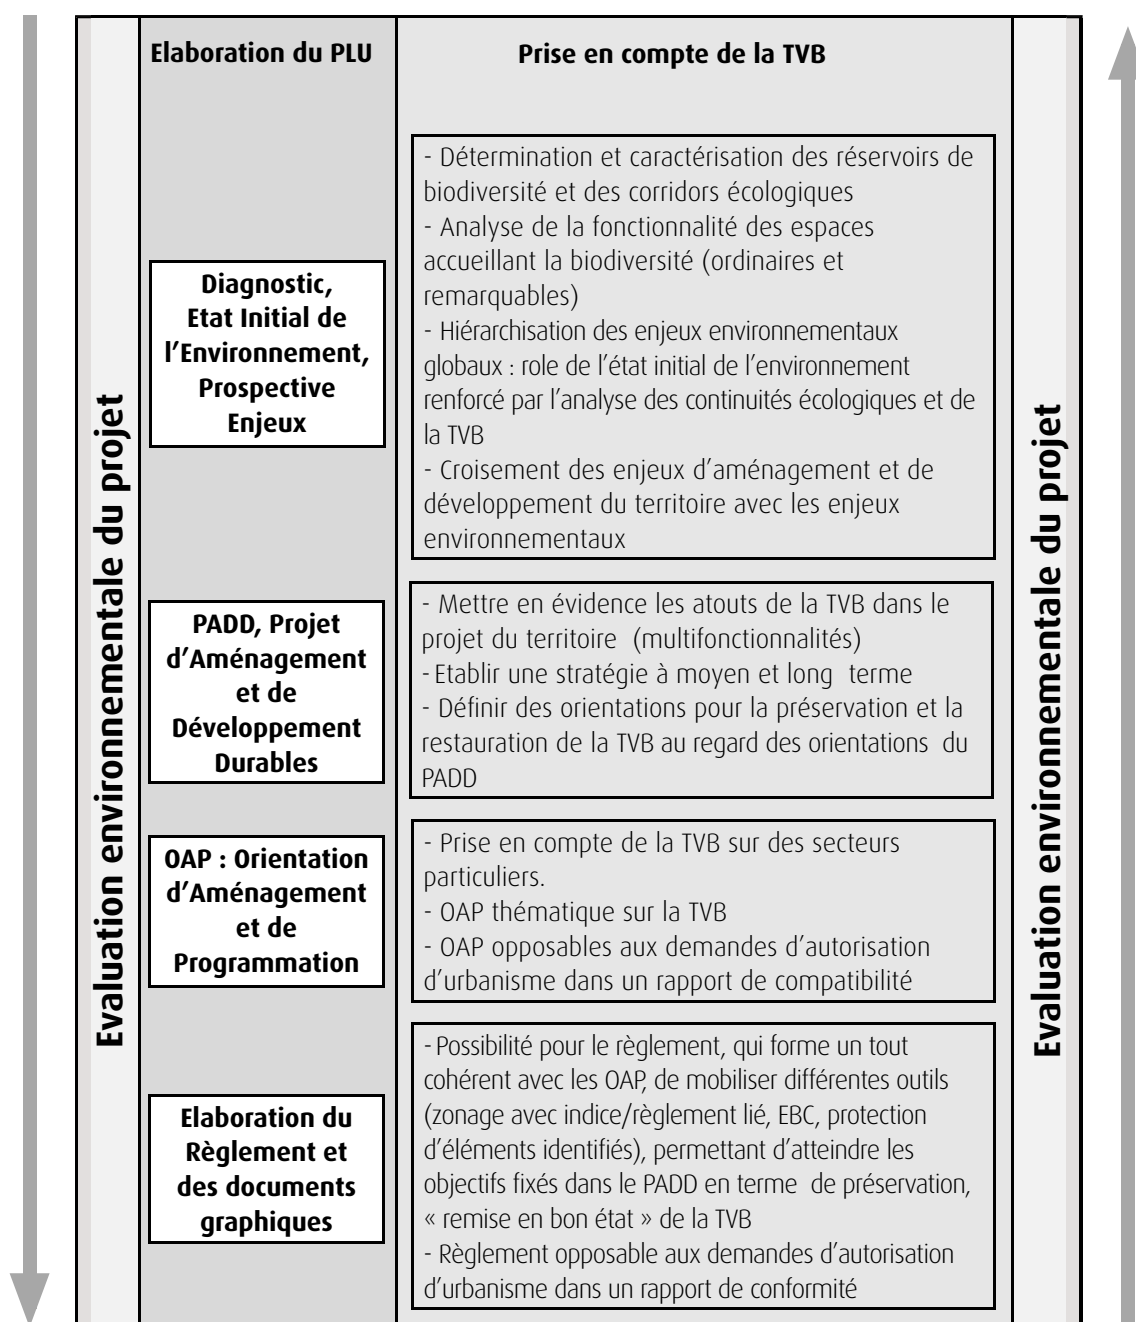 Elaboration du PLU
Prise en compte de la TVB
Evaluation environnementale du projet
Diagnostic,
Etat Initial de
l’Environnement,
Prospective
Enjeux
- Détermination et caractérisation des réservoirs de
biodiversité et des corridors écologiques
- Analyse de la fonctionnalité des espaces
accueillant la biodiversité (ordinaires et
remarquables)
- Hiérarchisation des enjeux environnementaux
globaux : role de l’état initial de l’environnement
renforcé par l’analyse des continuités écologiques et de
la TVB
- Croisement des enjeux d’aménagement et de
développement du territoire avec les enjeux
environnementaux
PADD, Projet
d’Aménagement
et de
Développement
Durables
- Mettre en évidence les atouts de la TVB dans le
projet du territoire (multifonctionnalités)
- Etablir une stratégie à moyen et long terme
- Définir des orientations pour la préservation et la
restauration de la TVB au regard des orientations du
PADD
OAP : Orientation
d’Aménagement
et de
Programmation
- Prise en compte de la TVB sur des secteurs
particuliers.
- OAP thématique sur la TVB
- OAP opposables aux demandes d’autorisation
d’urbanisme dans un rapport de compatibilité
Elaboration du
Règlement et
des documents
graphiques
- Possibilité pour le règlement, qui forme un tout
cohérent avec les OAP, de mobiliser différentes outils
(zonage avec indice/règlement lié, EBC, protection
d’éléments identifiés), permettant d’atteindre les
objectifs fixés dans le PADD en terme de préservation,
« remise en bon état » de la TVB
- Règlement opposable aux demandes d’autorisation
d’urbanisme dans un rapport de conformité
Evaluation environnementale du projet